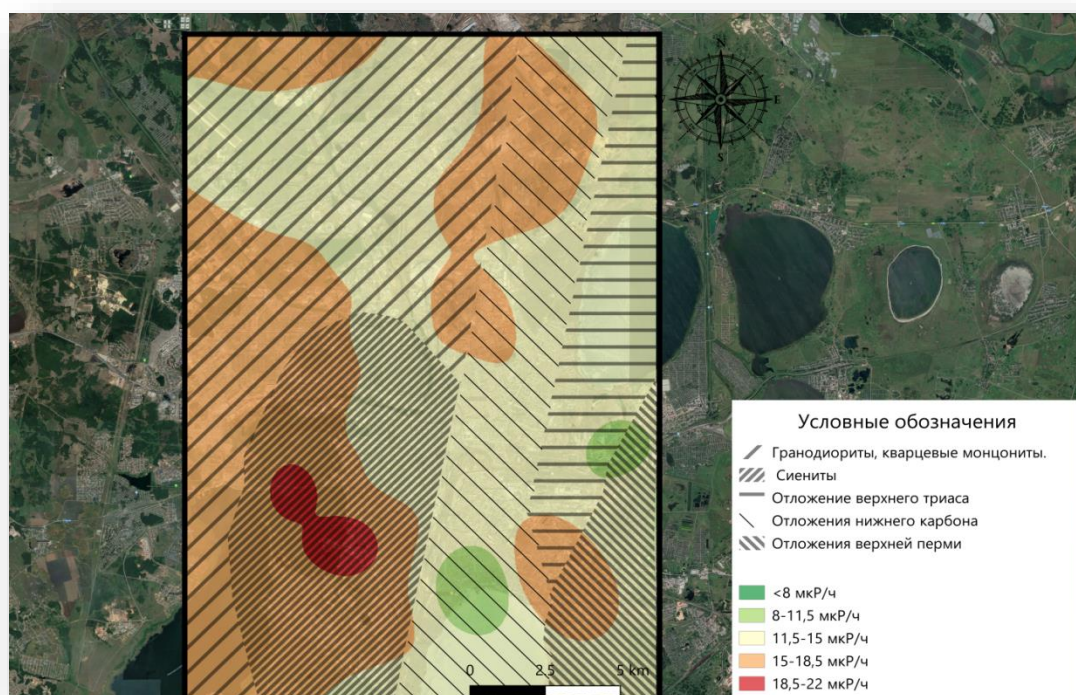 N
E
S
Условные обозначения
Гранодиориты, кварцевые монцониты.
Сиениты
Отложение верхнего триаса
Отложения нижнего карбона
Отложения верхней перми
<8 мкР/ч
8-11,5 мкР/ч
11,5-15 мкР/ч
15-18,5 мкР/ч
18,5-22 мкР/ч
0 2,5 5 km